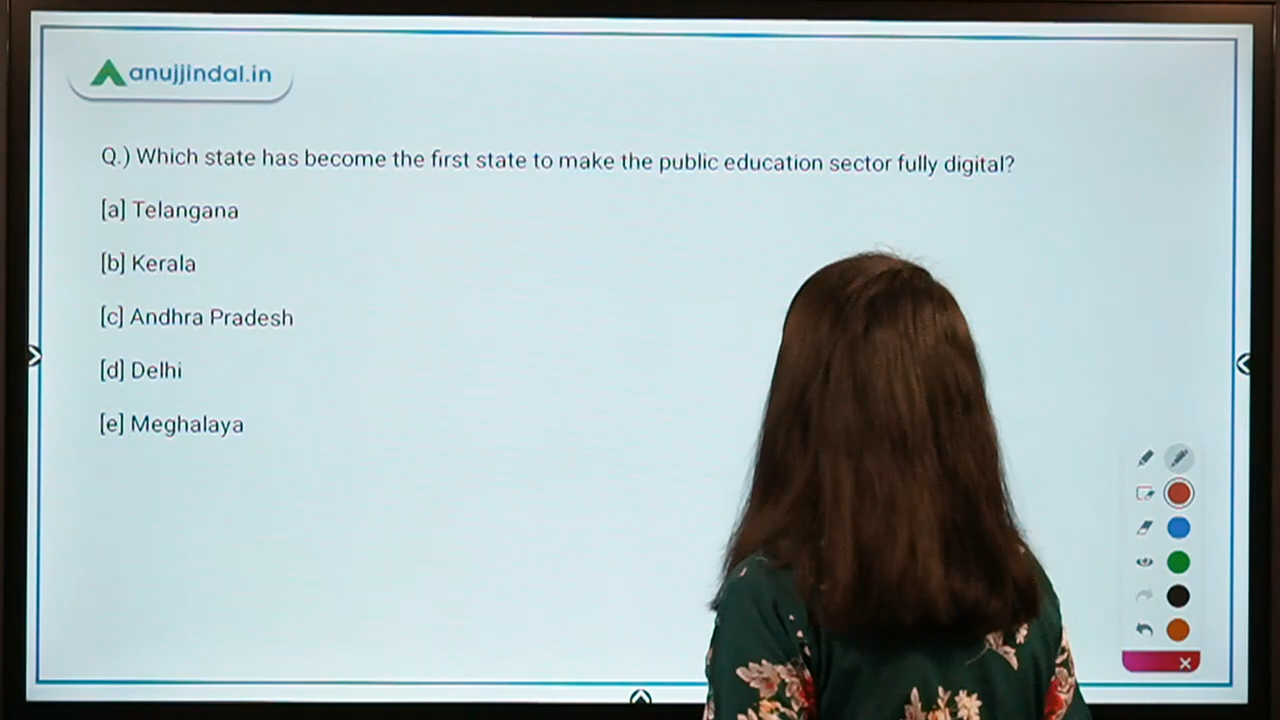 anujjindal.in
Q.) Which state has become the first state to make the public education sector fully digital?
[a] Telangana
[b] Kerala
[c] Andhra Pradesh
[d] Delhi
[e] Meghalaya